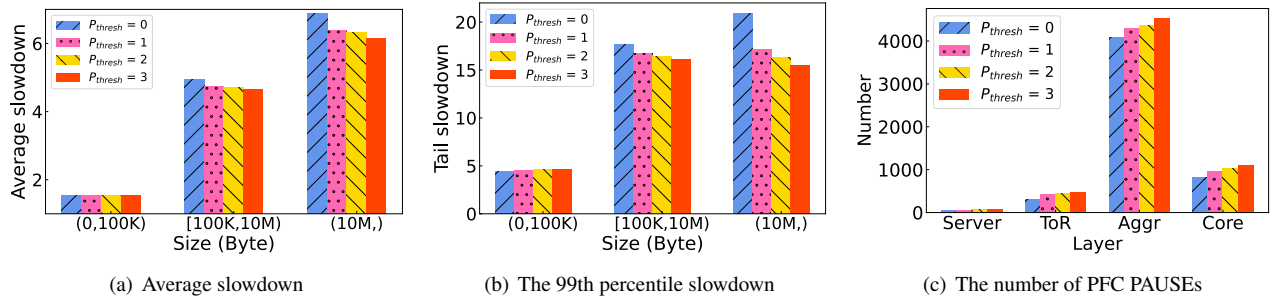 Average slowdown
6
4
2
P_thresh = 0
P_thresh = 1
P_thresh = 2
P_thresh = 3
(0,100K) [100K,10M) (10M,)
Size (Byte)
(a) Average slowdown
Tail slowdown
20
15
10
5
0
P_thresh = 0
P_thresh = 1
P_thresh = 2
P_thresh = 3
(0,100K) [100K,10M) (10M,)
Size (Byte)
(b) The 99th percentile slowdown
Number
4000
3000
2000
1000
0
P_thresh = 0
P_thresh = 1
P_thresh = 2
P_thresh = 3
Server ToR Aggr Core
Layer
(c) The number of PFC PAUSEs